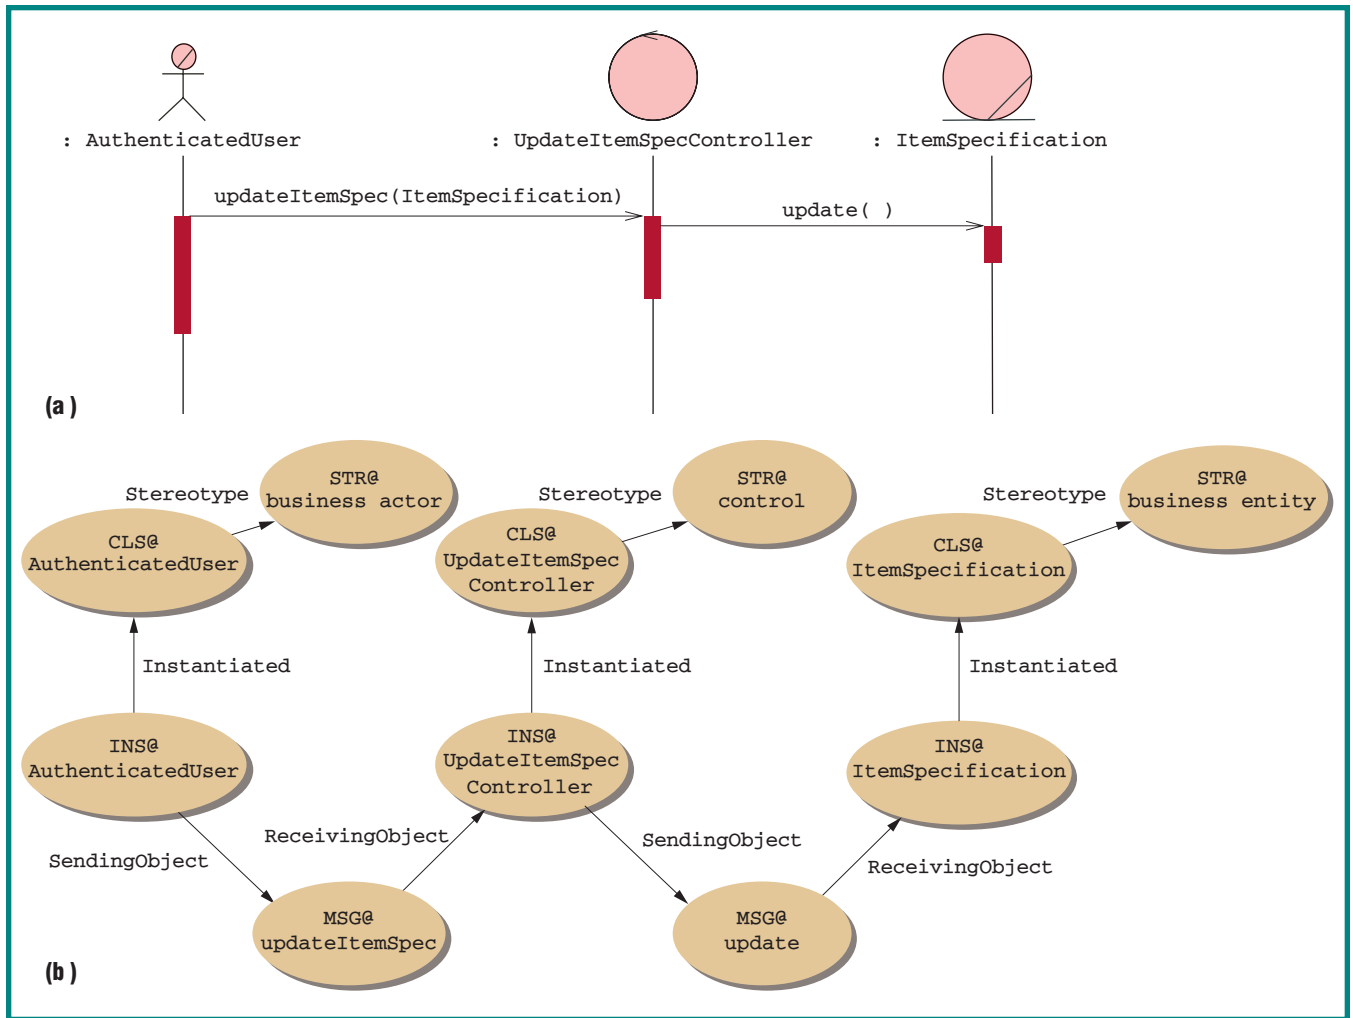 : AuthenticatedUser
: UpdateItemSpecController
: ItemSpecification
updateItemSpec(ItemSpecification)
update( )
(a )
STR@
business actor
Stereotype
CLS@
AuthenticatedUser
STR@
control
Stereotype
CLS@
UpdateItemSpec
Controller
STR@
business entity
Stereotype
CLS@
ItemSpecification
Instantiated
Instantiated
Instantiated
INS@
AuthenticatedUser
INS@
UpdateItemSpec
Controller
INS@
ItemSpecification
SendingObject
ReceivingObject
SendingObject
ReceivingObject
MSG@
updateItemSpec
MSG@
update
(b )